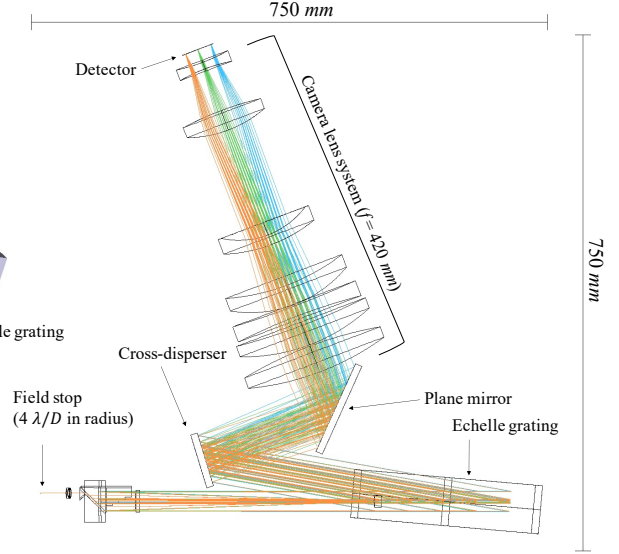 750 mm
Detector
Camera lens system (f = 420 mm)
750 mm
le grating
Cross-disperser
Field stop
(4 λ/D in radius)
Plane mirror
Echelle grating